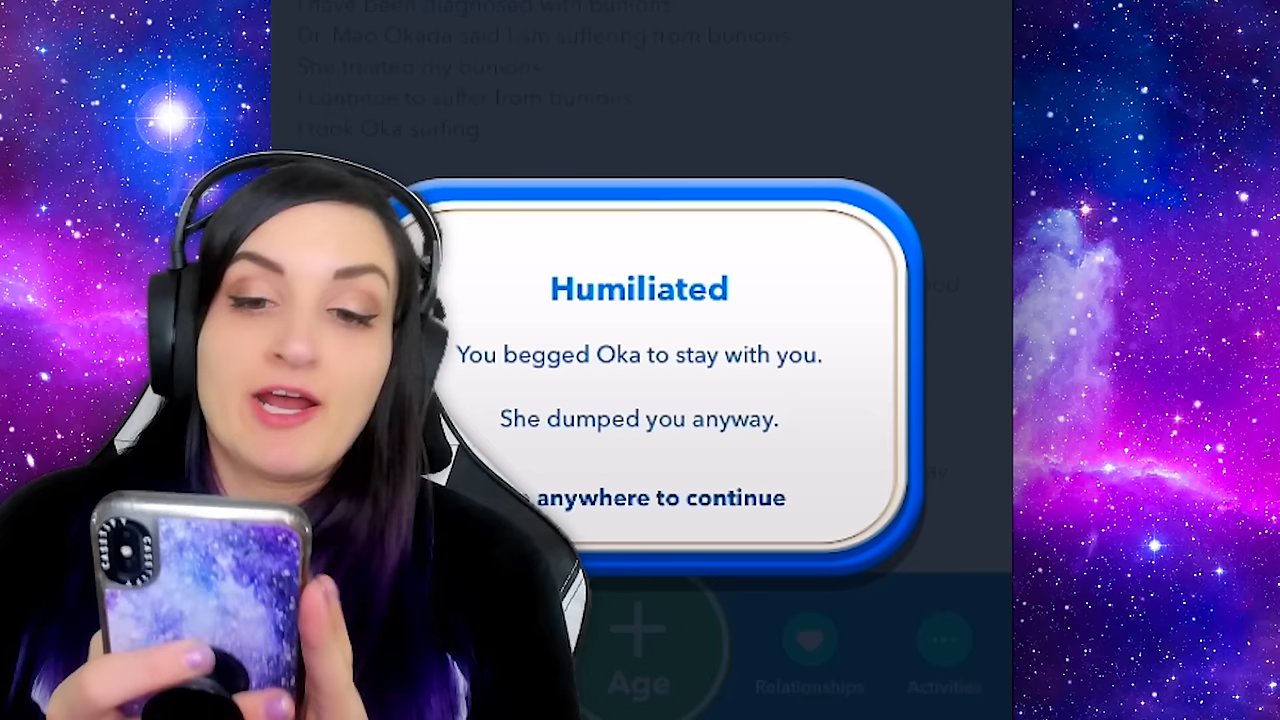 I have been diagnosed with bunions
Dr. Mao Okada said I am suffering from bunions
She treated my bunions
I continue to suffer from bunions
I took Oka surfing
Humiliated
You begged Oka to stay with you.
She dumped you anyway.
anywhere to continue
Age
Relationships
Activities
CASETiFY